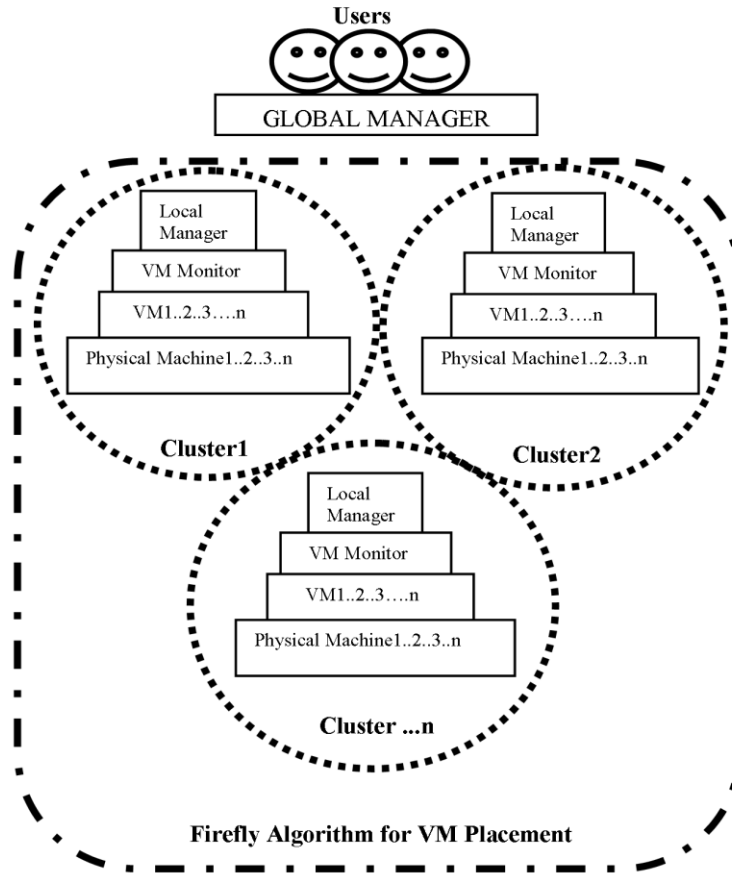 Users
GLOBAL MANAGER
Local
Manager
VM Monitor
VM1..2..3….n
Physical Machine1..2..3..n
Cluster1
Local
Manager
VM Monitor
VM1..2..3….n
Physical Machine1..2..3..n
Cluster2
Local
Manager
VM Monitor
VM1..2..3….n
Physical Machine1..2..3..n
Cluster ...n
Firefly Algorithm for VM Placement